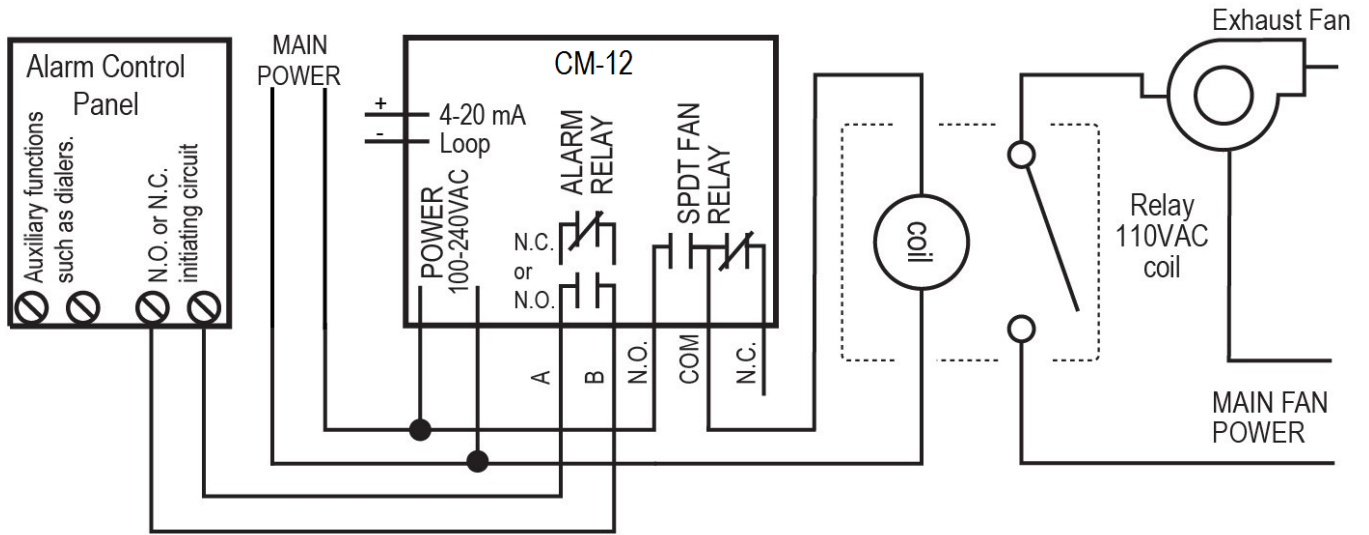 Alarm Control
Panel
Auxiliary functions
such as dialers.
N.O. or N.C.
initiating circuit
MAIN
POWER
CM-12
+
4-20 mA
-
Loop
POWER
100-240VAC
ALARM
RELAY
N.C.
or
N.O.
SPDT FAN
RELAY
A
B
N.O.
COM
N.C.
coil
Exhaust Fan
Relay
110VAC
coil
MAIN FAN
POWER